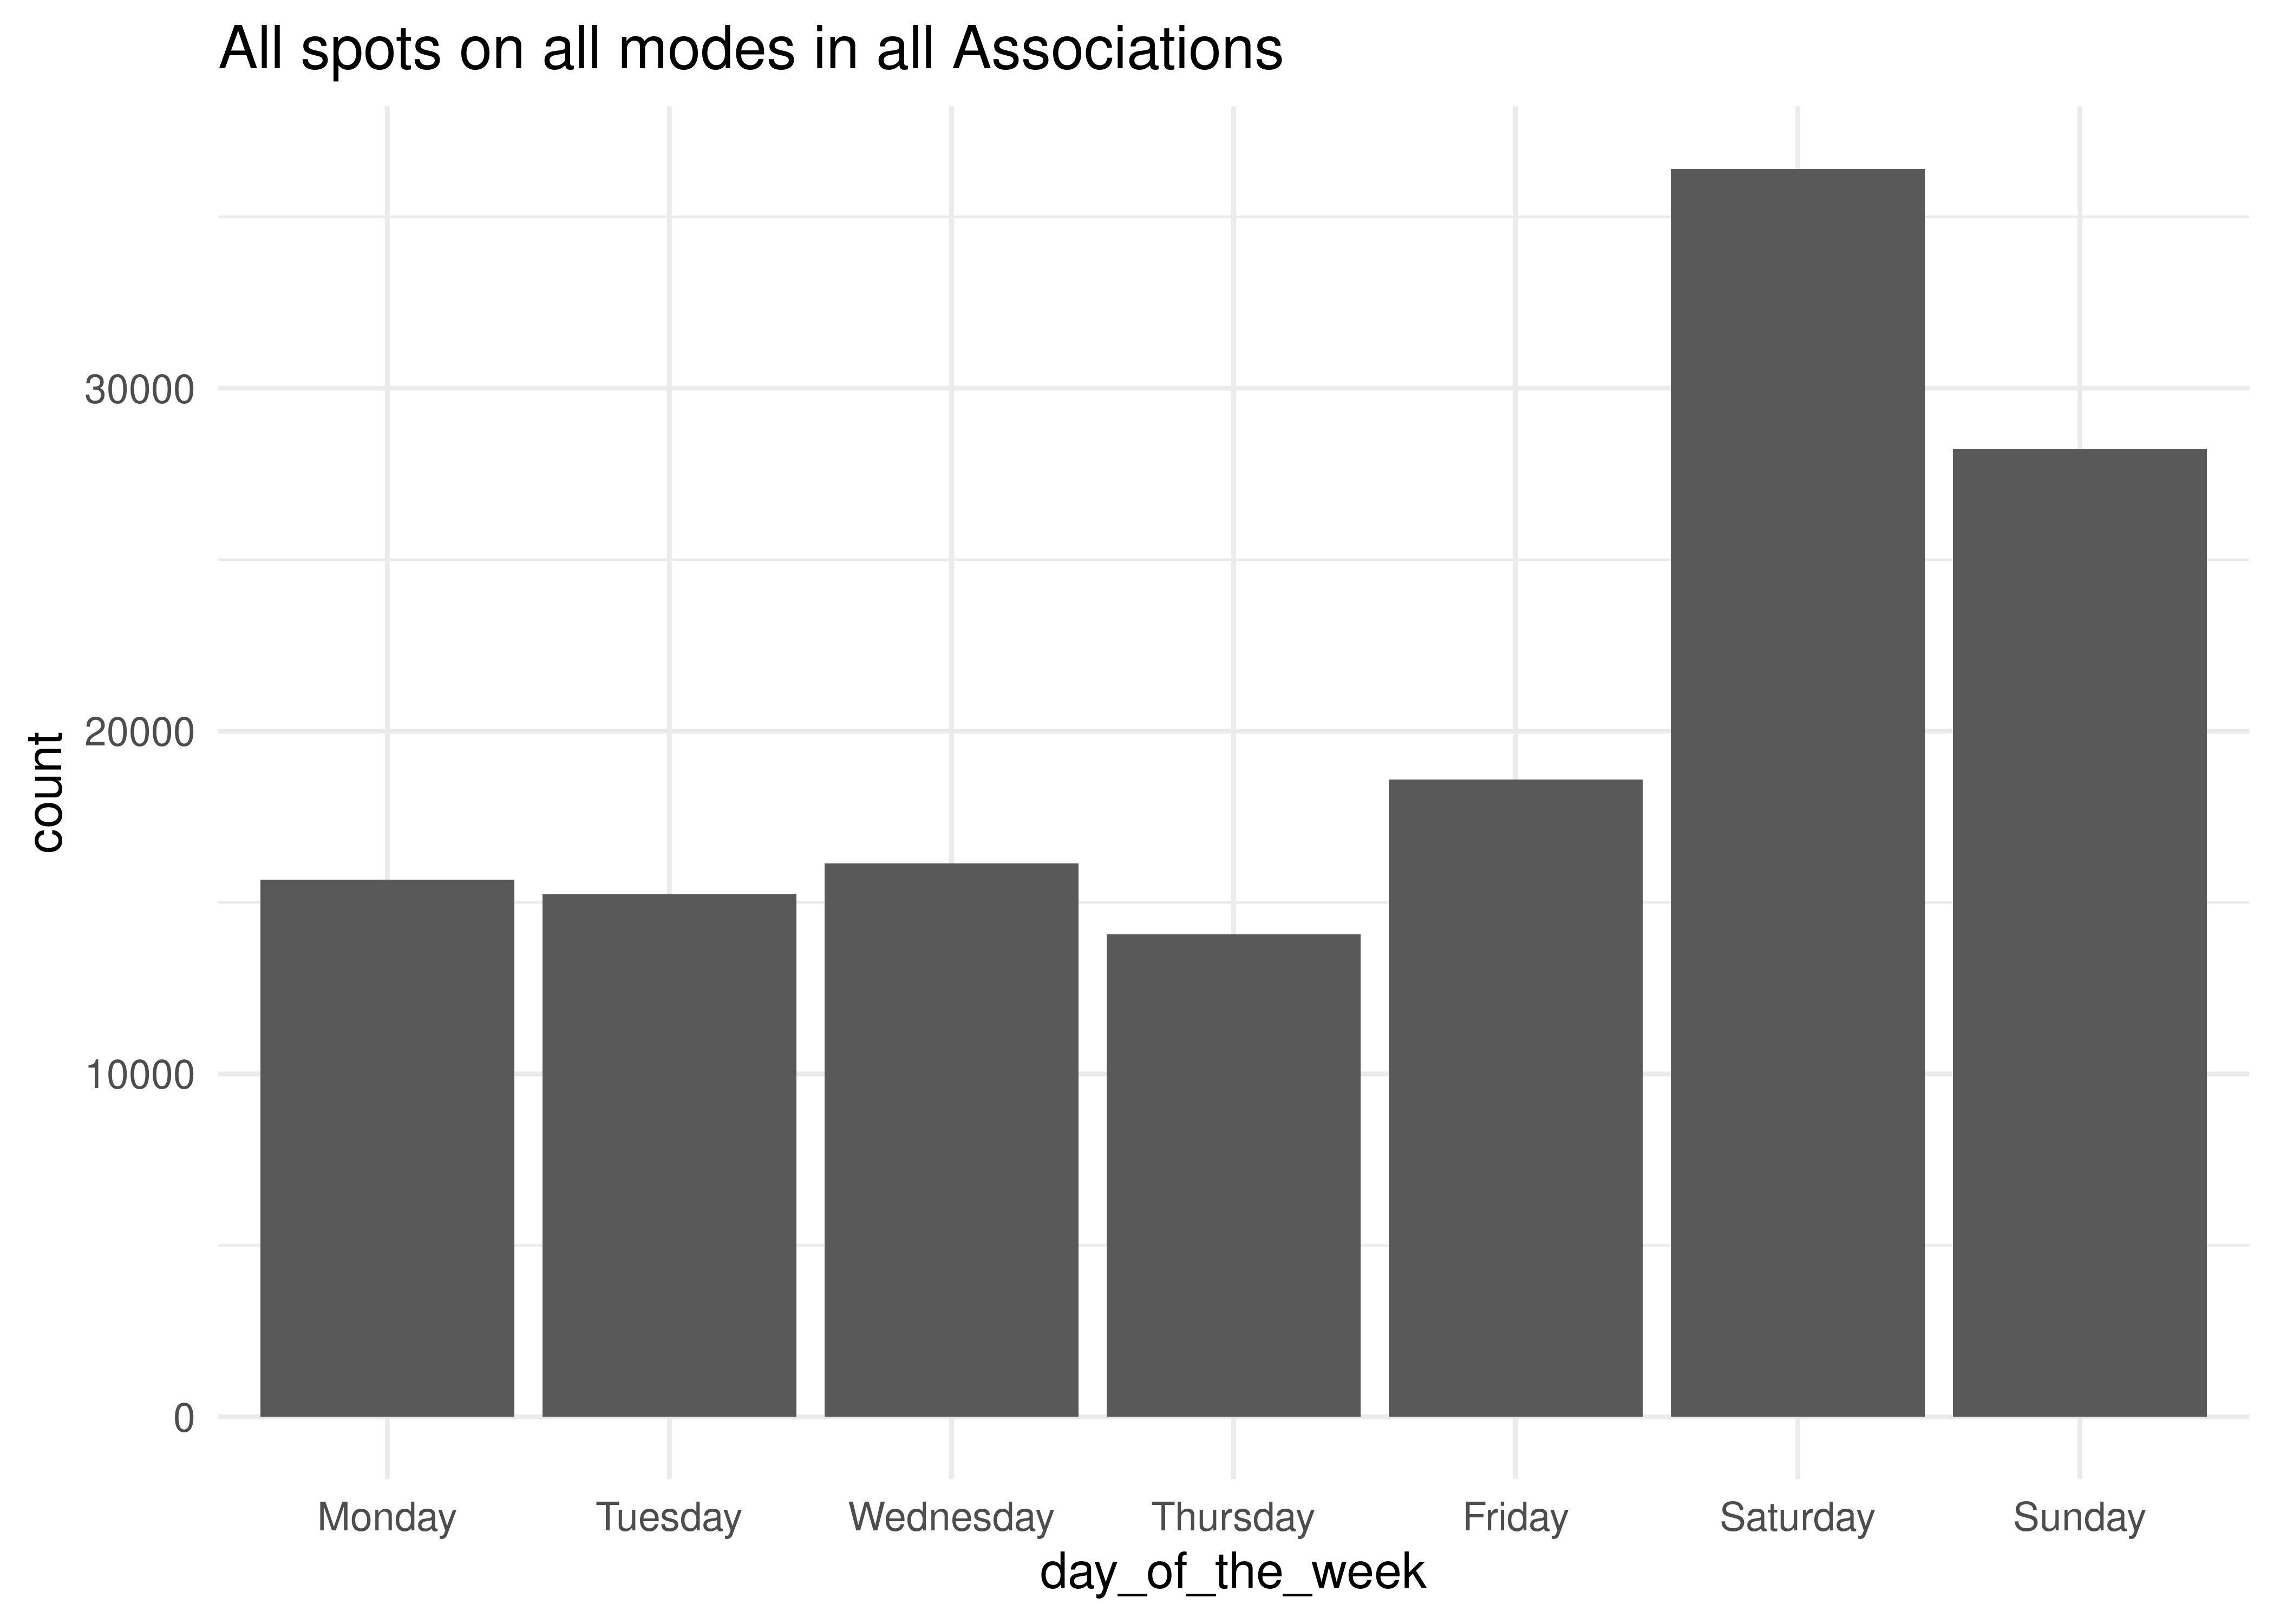 All spots on all modes in all Associations
count
30000
20000
10000
0
Monday Tuesday Wednesday Thursday Friday Saturday Sunday
day_of_the_week